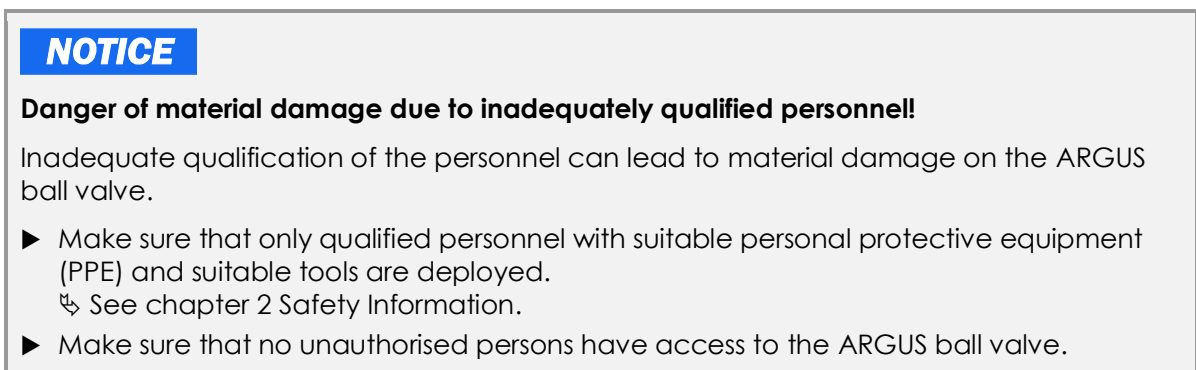 NOTICE
Danger of material damage due to inadequately qualified personnel!
Inadequate qualification of the personnel can lead to material damage on the ARGUS
ball valve.
▶ Make sure that only qualified personnel with suitable personal protective equipment
(PPE) and suitable tools are deployed.
↳ See chapter 2 Safety Information.
▶ Make sure that no unauthorised persons have access to the ARGUS ball valve.